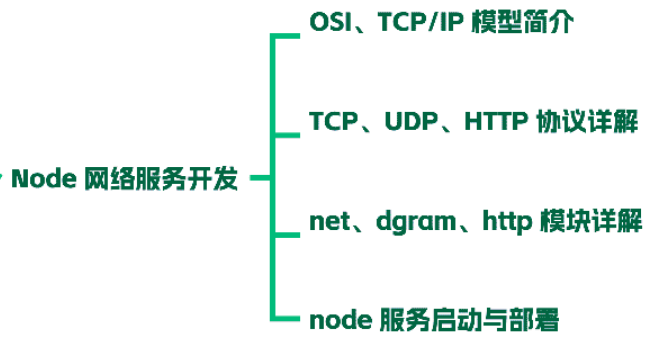 OSI、TCP/IP 模型简介
TCP、UDP、HTTP 协议详解
Node 网络服务开发
net、dgram、http 模块详解
node 服务启动与部署